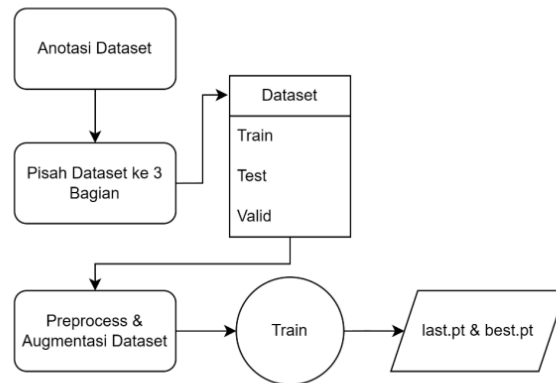 Anotasi Dataset
Pisah Dataset ke 3
Bagian
Dataset
Train
Test
Valid
Preprocess &
Augmentasi Dataset
Train
last.pt & best.pt